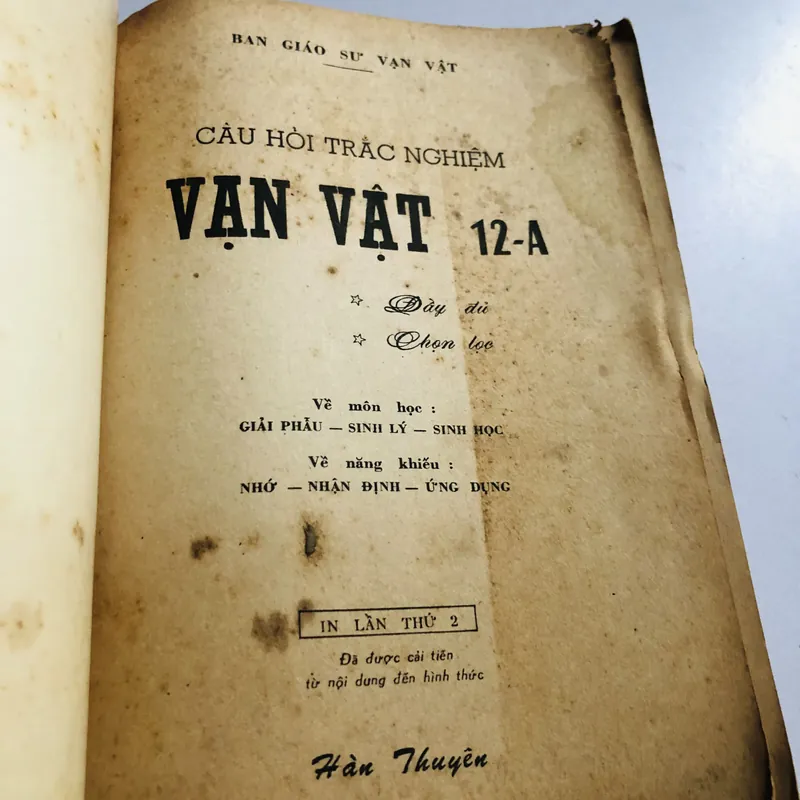 BAN GIÁO SƯ VẠN VẬT
CÂU HỎI TRẮC NGHIỆM
VẠN VẬT 12-A
Đầy đủ
Chọn lọc
Về môn học :
GIẢI PHẪU — SINH LÝ — SINH HỌC
Về năng khiếu :
NHỚ — NHẬN ĐỊNH — ỨNG DỤNG
IN LẦN THỨ 2
Đã được cải tiến
từ nội dung đến hình thức
Hàn Thuyên